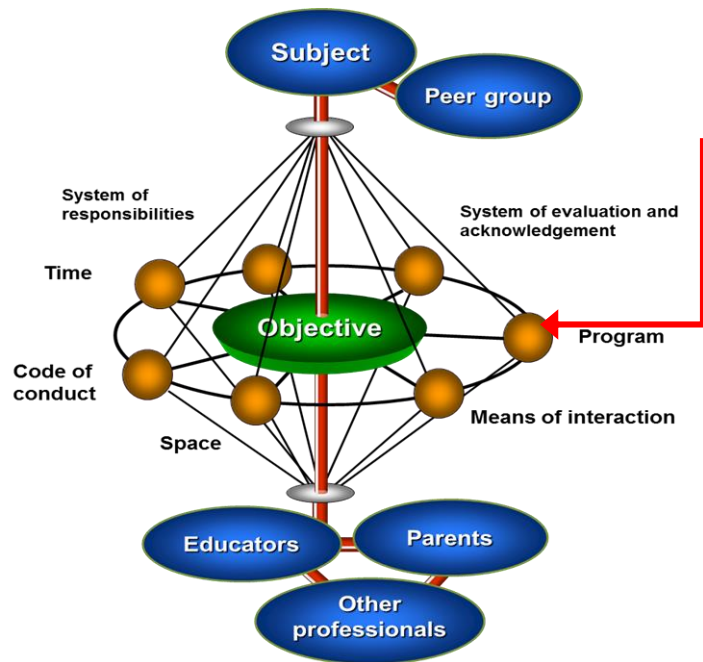 Subject
Peer group
System of
responsibilities
System of evaluation and
acknowledgement
Time
Objective
Program
Code of
conduct
Means of interaction
Space
Educators
Parents
Other
professionals